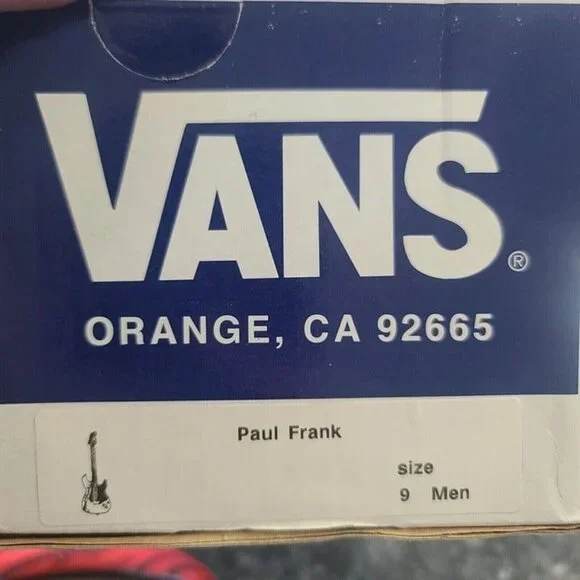 VANS®
ORANGE, CA 92665
Paul Frank
size
9 Men